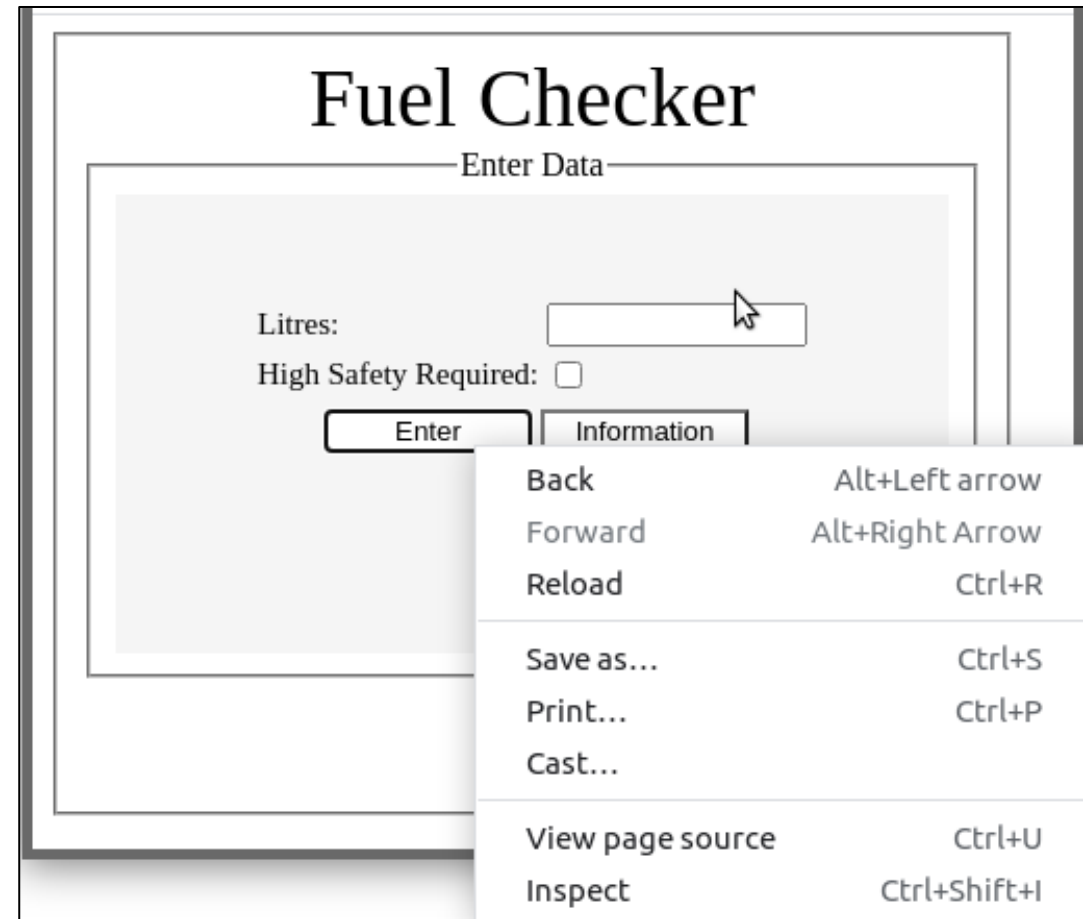 Fuel Checker
Enter Data
Litres:
High Safety Required:
Enter Information
Back Alt+Left arrow
Forward Alt+Right Arrow
Reload Ctrl+R
Save as… Ctrl+S
Print… Ctrl+P
Cast…
View page source Ctrl+U
Inspect Ctrl+Shift+I